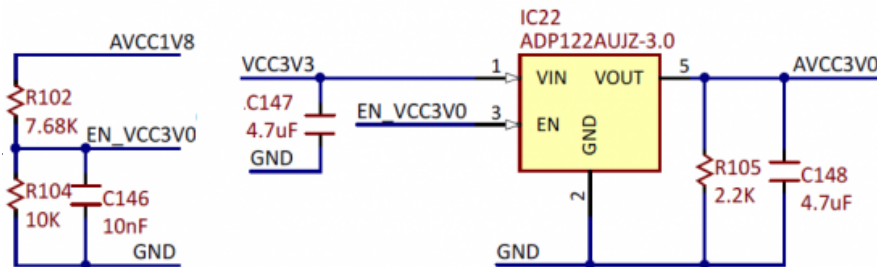 AVCC1V8
R102
7.68K
EN_VCC3V0
R104
10K
C146
10nF
GND
VCC3V3
C147
4.7uF
GND
EN_VCC3V0
IC22
ADP122AUJZ-3.0
1
VIN
VOUT
5
3
EN
GND
2
AVCC3V0
R105
2.2K
C148
4.7uF
GND